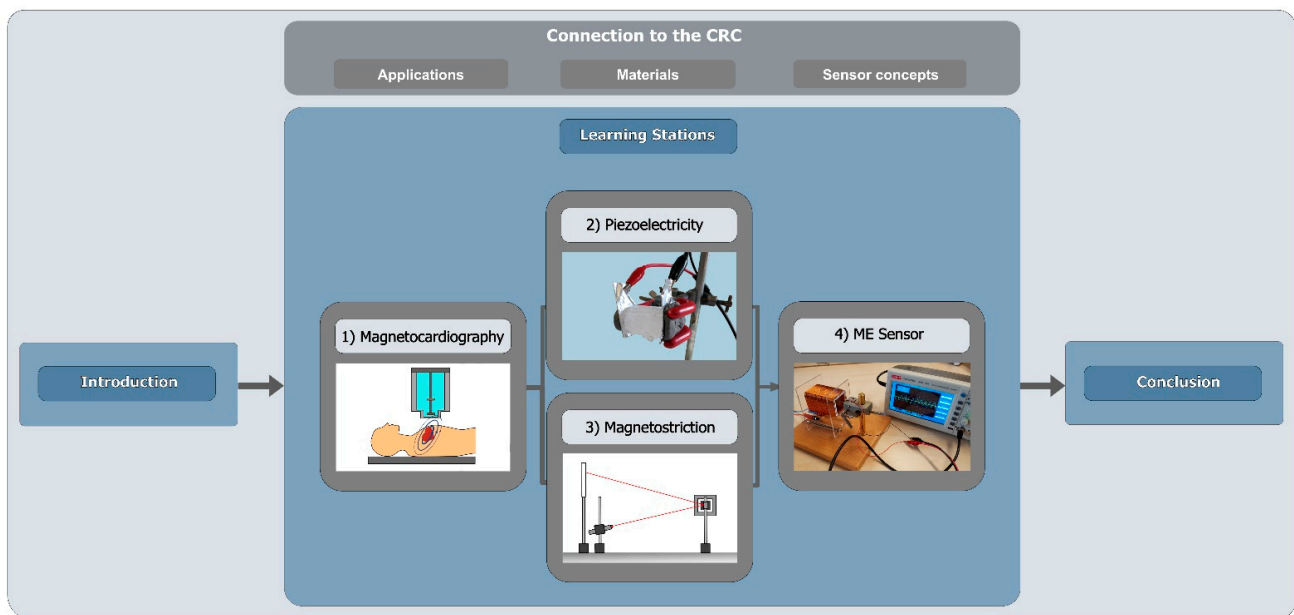 Connection to the CRC
Applications
Materials
Sensor concepts
Learning Stations
Introduction
1) Magnetocardiography
2) Piezoelectricity
3) Magnetostriction
4) ME Sensor
Conclusion